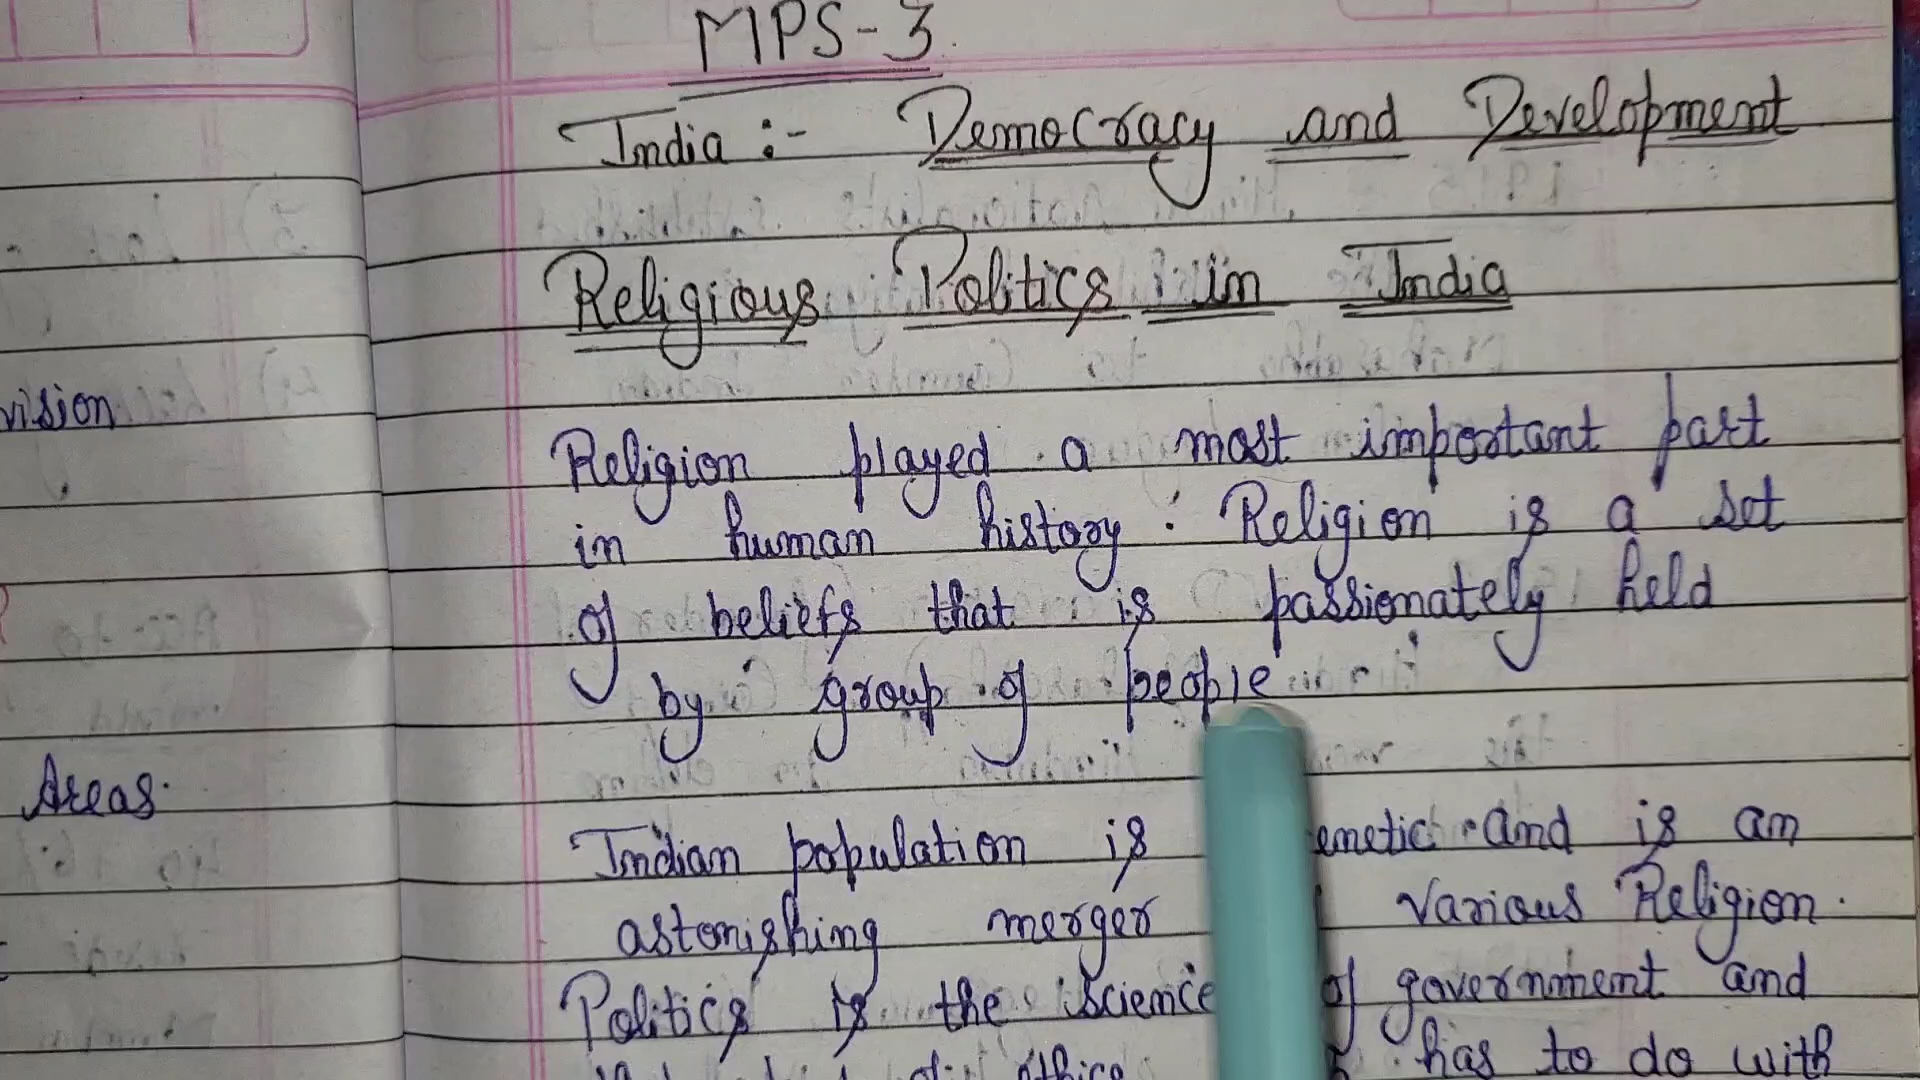 MPS-3
India :- Democracy and Development
Religious Politics in India
vision
Religion played a most important part
in human history. Religion is a set
of beliefs that is passionately held
by group of people
Areas.
Indian population is and is an
astonishing merger various Religion.
Politics is the science of government and
has to do with